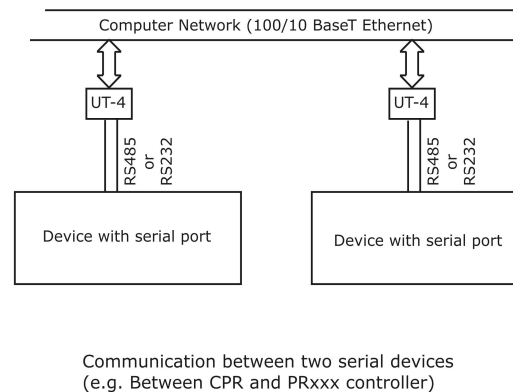 Computer Network (100/10 BaseT Ethernet)
UT-4
UT-4
RS485
or
RS232
RS485
or
RS232
Device with serial port
Device with serial port
Communication between two serial devices
(e.g. Between CPR and PRxxx controller)